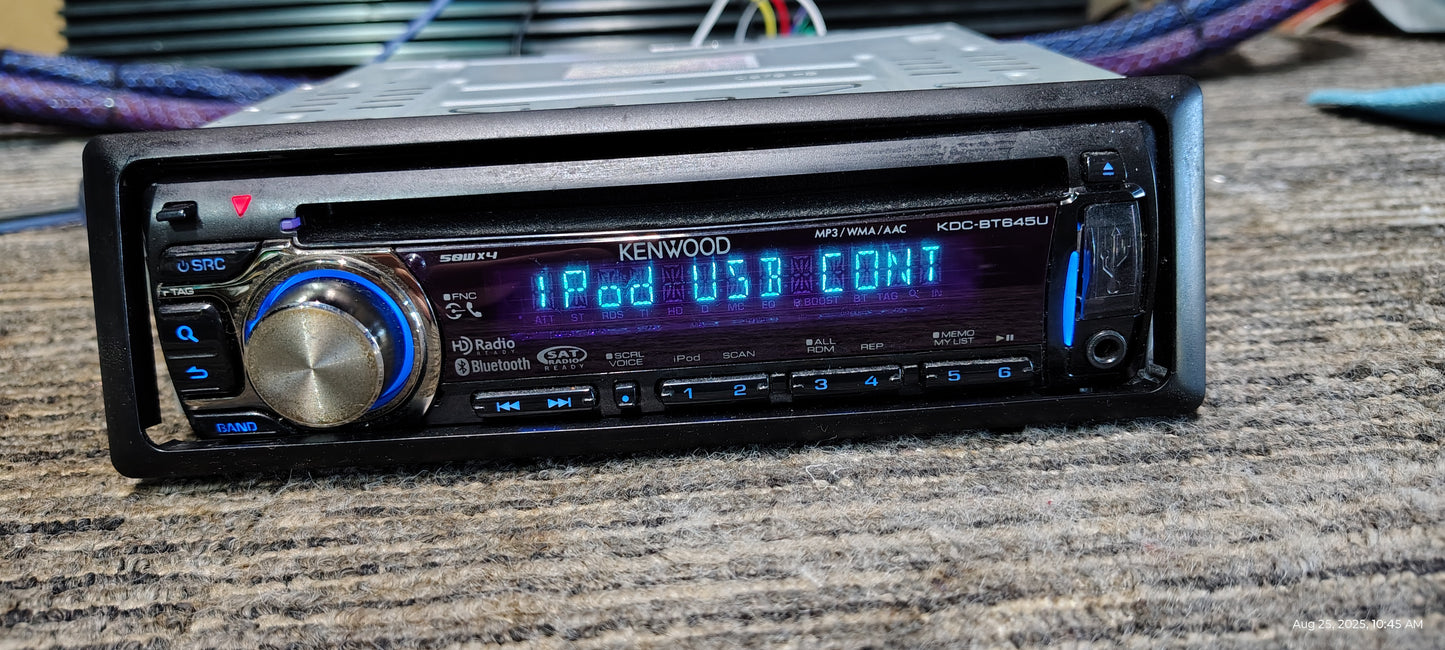 KENWOOD
50W×4
MP3/WMA/AAC
KDC-BT645U
SRC
TAG
FNC
iPod USB CONT
ATT ST RDS TI HD
EQ B.BOOST BT TAG IN
HD Radio
READY
Bluetooth
SAT
RADIO
READY
SCRL
VOICE
iPod
SCAN
ALL
RDM
REP
MEMO
MY LIST
1 2 3 4 5 6
BAND
Aug 25, 2025, 10:45 AM